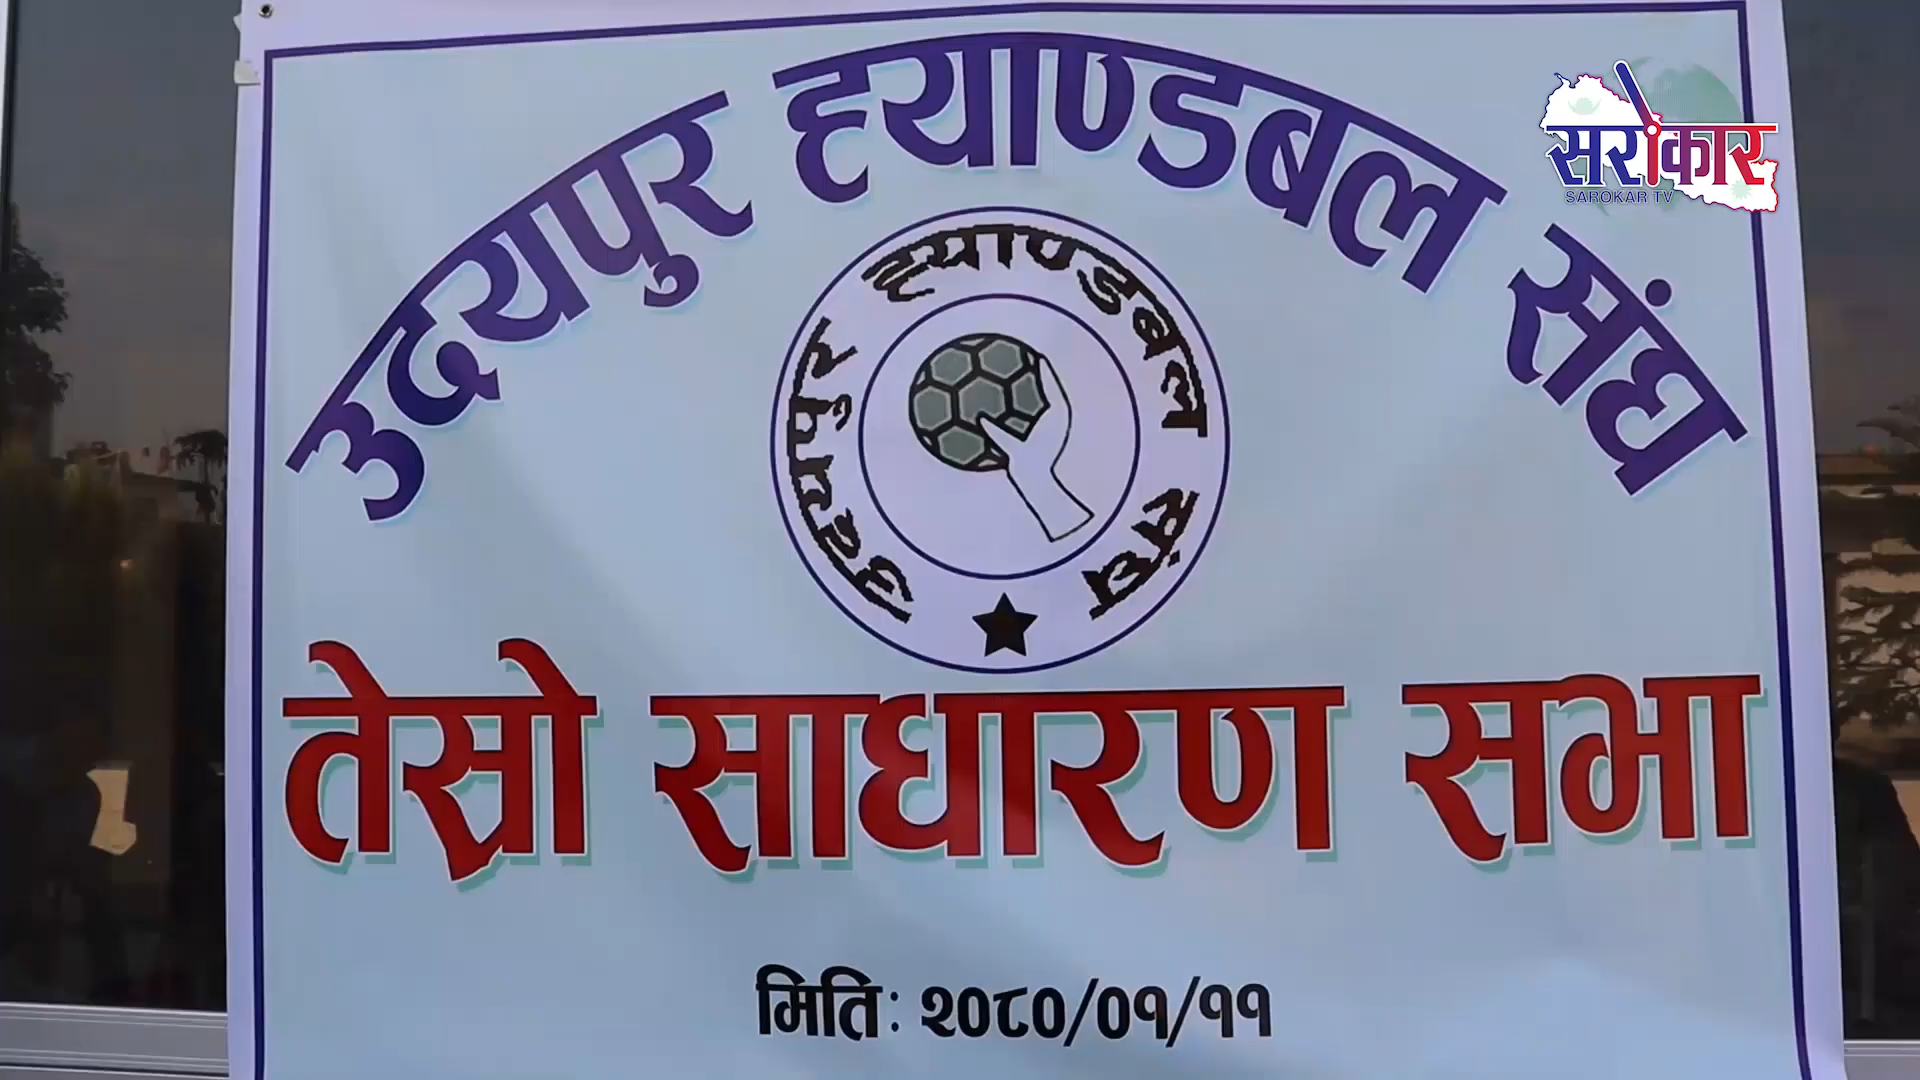 उदयपुर ह्याण्डबल संघ
सरोकार
SAROKAR TV
उदयपुर ह्याण्डबल संघ
तेस्रो साधारण सभा
मितिः २०८०/०१/११